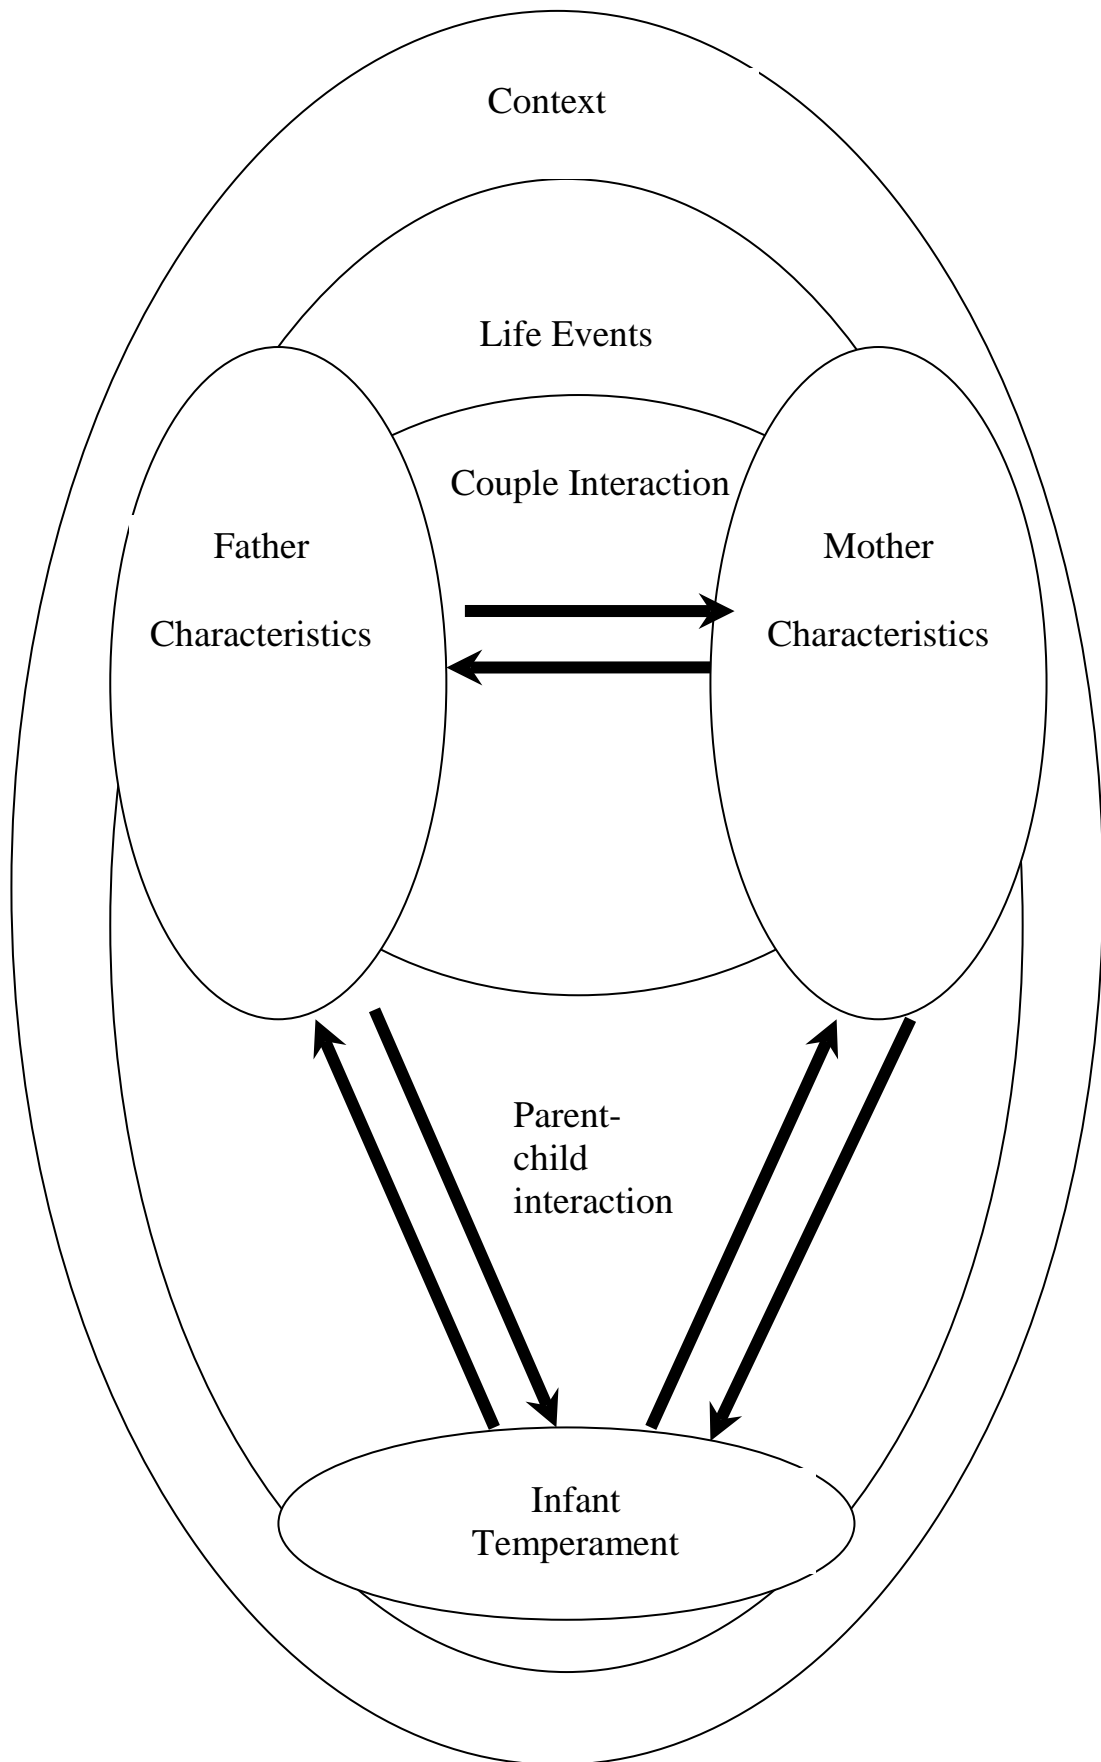 Context
Life Events
Couple Interaction
Father
Characteristics
Mother
Characteristics
Parent-
child
interaction
Infant
Temperament